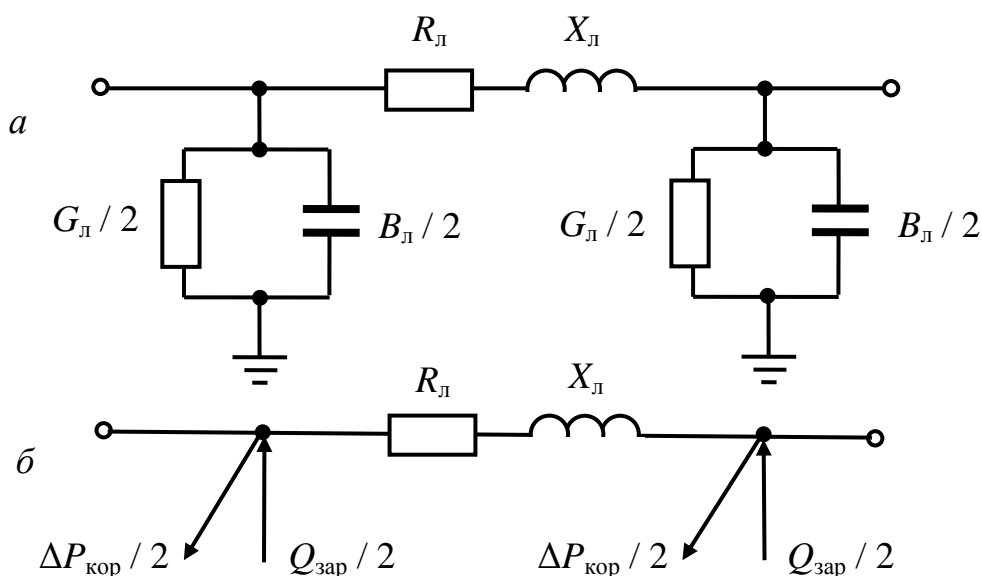 Rл Xл
а
Gл / 2 Bл / 2 Gл / 2 Bл / 2
Rл Xл
б
ΔPкор / 2 Qзар / 2 ΔPкор / 2 Qзар / 2